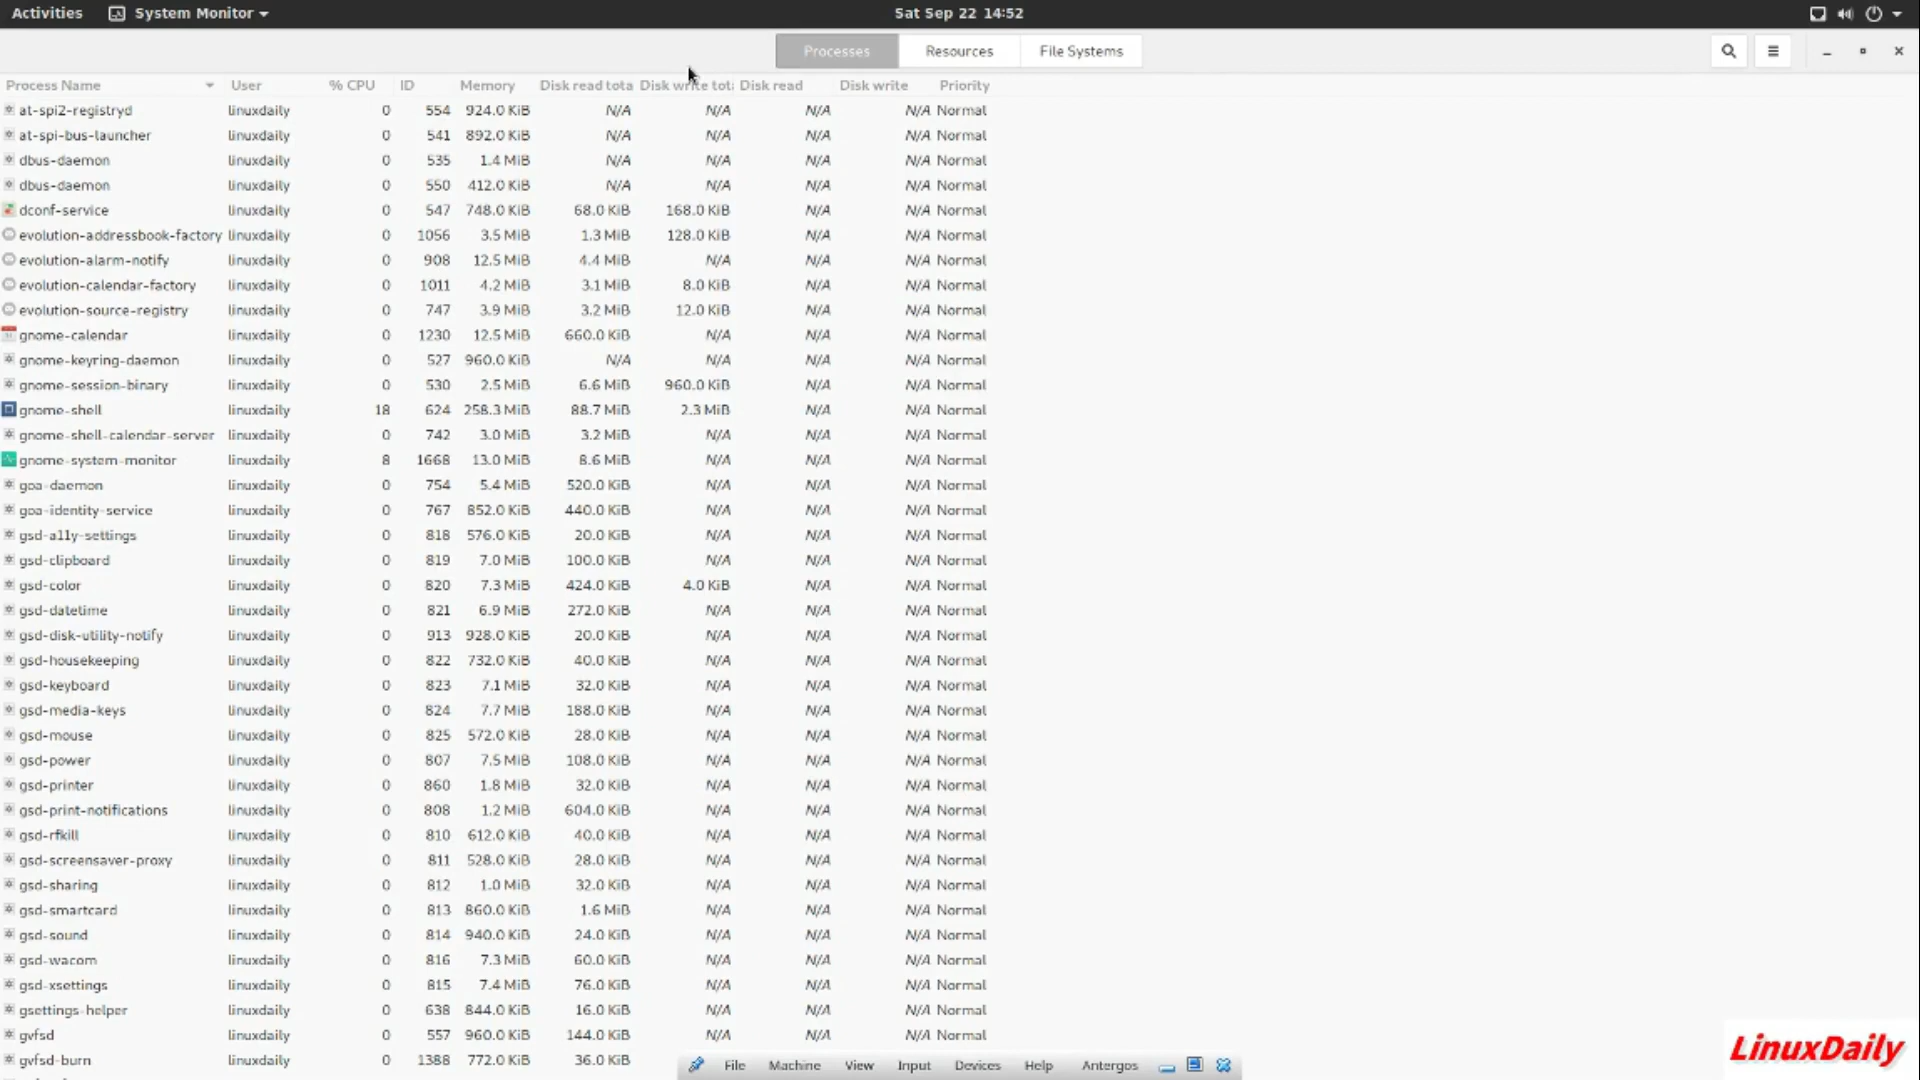 Activities System Monitor Sat Sep 22 14:52
Processes Resources File Systems
Process Name User % CPU ID Memory Disk read tota Disk write tota Disk read Disk write Priority
at-spi2-registryd linuxdaily 0 554 924.0 KiB N/A N/A N/A N/A Normal
at-spi-bus-launcher linuxdaily 0 541 892.0 KiB N/A N/A N/A N/A Normal
dbus-daemon linuxdaily 0 535 1.4 MiB N/A N/A N/A N/A Normal
dbus-daemon linuxdaily 0 550 412.0 KiB N/A N/A N/A N/A Normal
dconf-service linuxdaily 0 547 748.0 KiB 68.0 KiB 168.0 KiB N/A N/A Normal
evolution-addressbook-factory linuxdaily 0 1056 3.5 MiB 1.3 MiB 128.0 KiB N/A N/A Normal
evolution-alarm-notify linuxdaily 0 908 12.5 MiB 4.4 MiB N/A N/A N/A Normal
evolution-calendar-factory linuxdaily 0 1011 4.2 MiB 3.1 MiB 8.0 KiB N/A N/A Normal
evolution-source-registry linuxdaily 0 747 3.9 MiB 3.2 MiB 12.0 KiB N/A N/A Normal
gnome-calendar linuxdaily 0 1230 12.5 MiB 660.0 KiB N/A N/A N/A Normal
gnome-keyring-daemon linuxdaily 0 527 960.0 KiB N/A N/A N/A N/A Normal
gnome-session-binary linuxdaily 0 530 2.5 MiB 6.6 MiB 960.0 KiB N/A N/A Normal
gnome-shell linuxdaily 18 624 258.3 MiB 88.7 MiB 2.3 MiB N/A N/A Normal
gnome-shell-calendar-server linuxdaily 0 742 3.0 MiB 3.2 MiB N/A N/A N/A Normal
gnome-system-monitor linuxdaily 8 1668 13.0 MiB 8.6 MiB N/A N/A N/A Normal
goa-daemon linuxdaily 0 754 5.4 MiB 520.0 KiB N/A N/A N/A Normal
goa-identity-service linuxdaily 0 767 852.0 KiB 440.0 KiB N/A N/A N/A Normal
gsd-a11y-settings linuxdaily 0 818 576.0 KiB 20.0 KiB N/A N/A N/A Normal
gsd-clipboard linuxdaily 0 819 7.0 MiB 100.0 KiB N/A N/A N/A Normal
gsd-color linuxdaily 0 820 7.3 MiB 424.0 KiB 4.0 KiB N/A N/A Normal
gsd-datetime linuxdaily 0 821 6.9 MiB 272.0 KiB N/A N/A N/A Normal
gsd-disk-utility-notify linuxdaily 0 913 928.0 KiB 20.0 KiB N/A N/A N/A Normal
gsd-housekeeping linuxdaily 0 822 732.0 KiB 40.0 KiB N/A N/A N/A Normal
gsd-keyboard linuxdaily 0 823 7.1 MiB 32.0 KiB N/A N/A N/A Normal
gsd-media-keys linuxdaily 0 824 7.7 MiB 188.0 KiB N/A N/A N/A Normal
gsd-mouse linuxdaily 0 825 572.0 KiB 28.0 KiB N/A N/A N/A Normal
gsd-power linuxdaily 0 807 7.5 MiB 108.0 KiB N/A N/A N/A Normal
gsd-printer linuxdaily 0 860 1.8 MiB 32.0 KiB N/A N/A N/A Normal
gsd-print-notifications linuxdaily 0 808 1.2 MiB 604.0 KiB N/A N/A N/A Normal
gsd-rfkill linuxdaily 0 810 612.0 KiB 40.0 KiB N/A N/A N/A Normal
gsd-screensaver-proxy linuxdaily 0 811 528.0 KiB 28.0 KiB N/A N/A N/A Normal
gsd-sharing linuxdaily 0 812 1.0 MiB 32.0 KiB N/A N/A N/A Normal
gsd-smartcard linuxdaily 0 813 860.0 KiB 1.6 MiB N/A N/A N/A Normal
gsd-sound linuxdaily 0 814 940.0 KiB 24.0 KiB N/A N/A N/A Normal
gsd-wacom linuxdaily 0 816 7.3 MiB 60.0 KiB N/A N/A N/A Normal
gsd-xsettings linuxdaily 0 815 7.4 MiB 76.0 KiB N/A N/A N/A Normal
gsettings-helper linuxdaily 0 638 844.0 KiB 16.0 KiB N/A N/A N/A Normal
gvfsd linuxdaily 0 557 960.0 KiB 144.0 KiB N/A N/A N/A Normal
gvfsd-burn linuxdaily 0 1388 772.0 KiB 36.0 KiB
File Machine View Input Devices Help Antergos
LinuxDaily